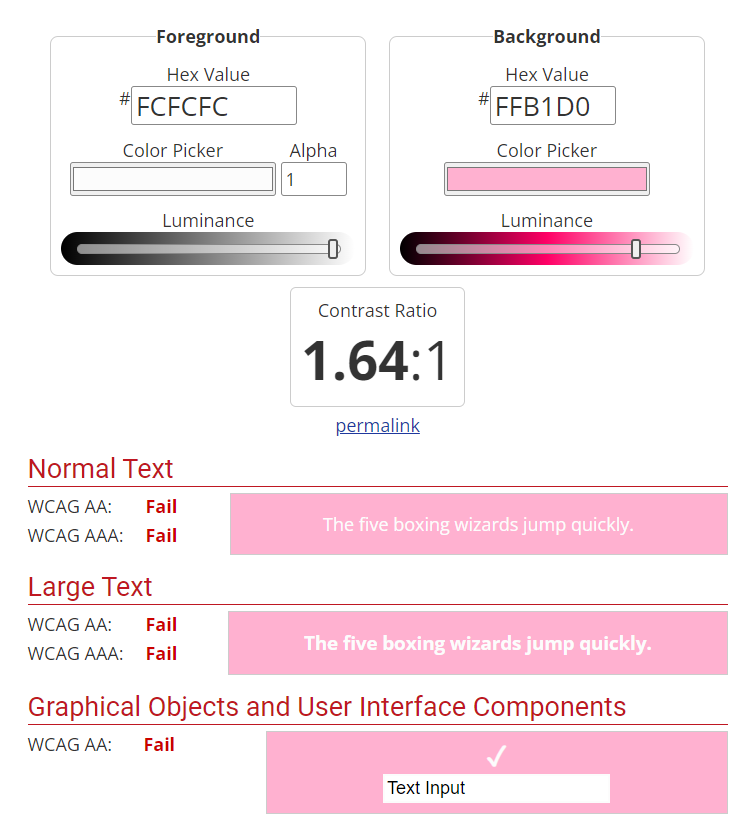 Foreground
Hex Value
# FCFCFC
Color Picker
Alpha
1
Luminance
Background
Hex Value
# FFB1D0
Color Picker
Luminance
Contrast Ratio
1.64:1
permalink
Normal Text
WCAG AA: Fail
WCAG AAA: Fail
The five boxing wizards jump quickly.
Large Text
WCAG AA: Fail
WCAG AAA: Fail
The five boxing wizards jump quickly.
Graphical Objects and User Interface Components
WCAG AA: Fail
✓
Text Input